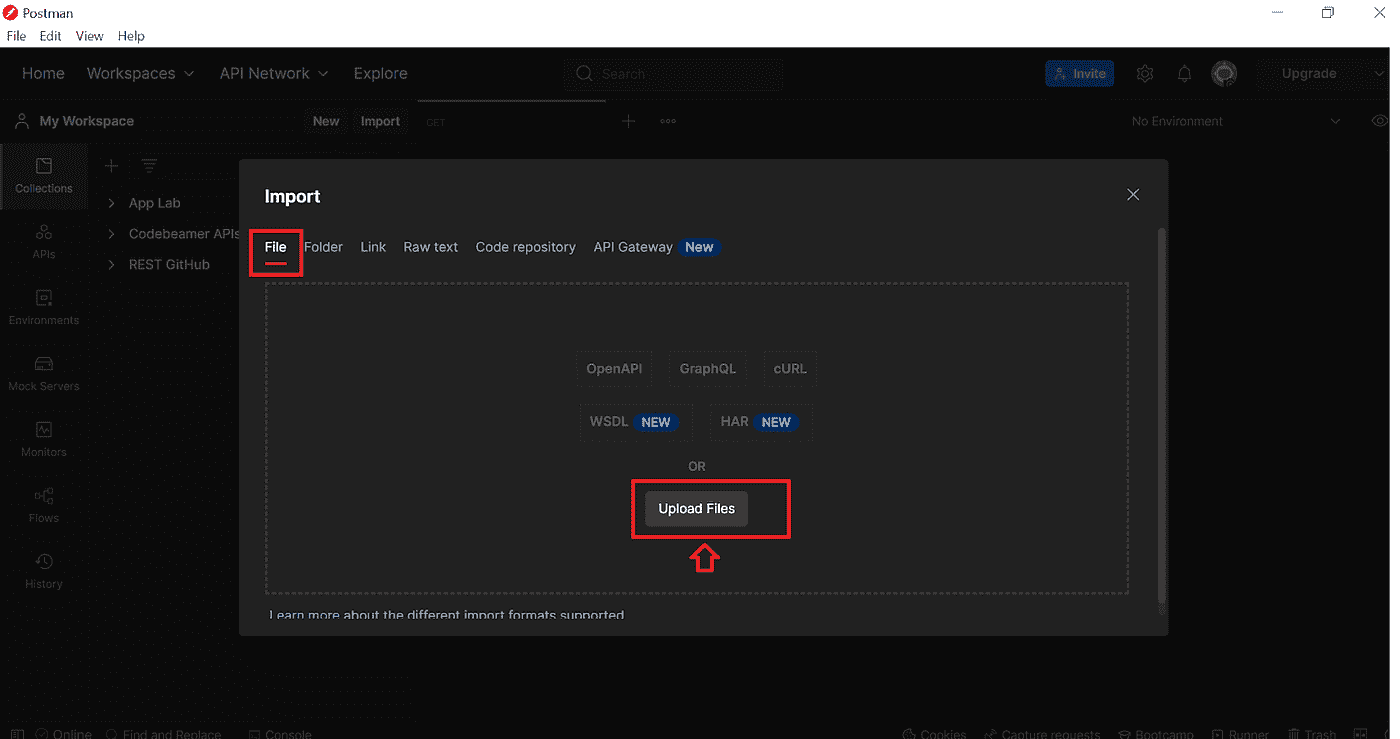 Postman
File Edit View Help
Home Workspaces API Network Explore Search Invite Upgrade
My Workspace New Import GET No Environment
Collections
APIs
Environments
Mock Servers
Monitors
Flows
History
App Lab
Codebeamer APIs
REST GitHub
Import
File Folder Link Raw text Code repository API Gateway New
OpenAPI GraphQL cURL
WSDL NEW HAR NEW
OR
Upload Files
Learn more about the different import formats supported
Online Find and Replace Console Cookies Capture requests Bootcamp Runner Trash